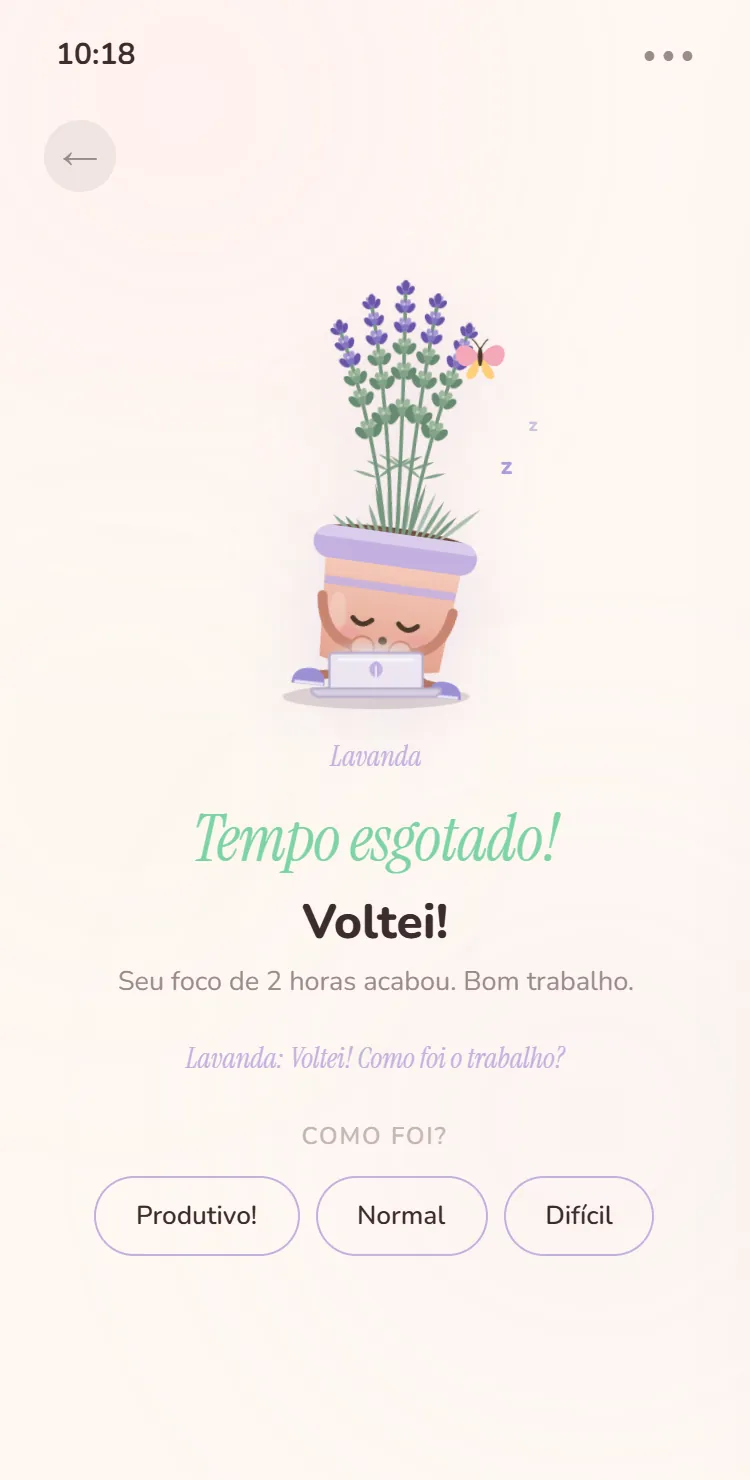 10:18
←
z
z
Lavanda
Tempo esgotado!
Voltei!
Seu foco de 2 horas acabou. Bom trabalho.
Lavanda: Voltei! Como foi o trabalho?
COMO FOI?
Produtivo! Normal Difícil